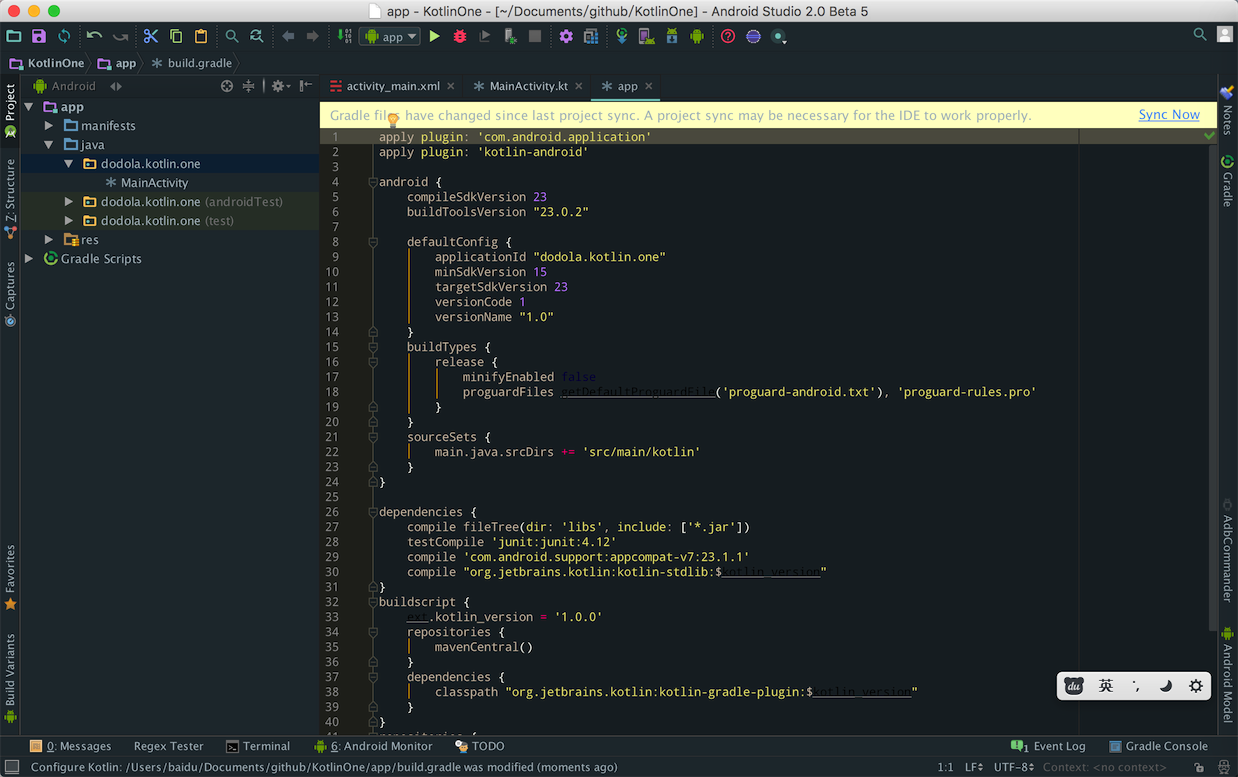 app - KotlinOne - [~/Documents/github/KotlinOne] - Android Studio 2.0 Beta 5
app
KotlinOne app build.gradle
Android
activity_main.xml MainActivity.kt app
Project
Z: Structure
Captures
Favorites
Build Variants
app
manifests
java
dodola.kotlin.one
MainActivity
dodola.kotlin.one (androidTest)
dodola.kotlin.one (test)
res
Gradle Scripts
Gradle files have changed since last project sync. A project sync may be necessary for the IDE to work properly. Sync Now
1 apply plugin: 'com.android.application'
2 apply plugin: 'kotlin-android'
3
4 android {
5 compileSdkVersion 23
6 buildToolsVersion "23.0.2"
7
8 defaultConfig {
9 applicationId "dodola.kotlin.one"
10 minSdkVersion 15
11 targetSdkVersion 23
12 versionCode 1
13 versionName "1.0"
14 }
15 buildTypes {
16 release {
17 minifyEnabled false
18 proguardFiles getDefaultProguardFile('proguard-android.txt'), 'proguard-rules.pro'
19 }
20 }
21 sourceSets {
22 main.java.srcDirs += 'src/main/kotlin'
23 }
24 }
25
26 dependencies {
27 compile fileTree(dir: 'libs', include: ['*.jar'])
28 testCompile 'junit:junit:4.12'
29 compile 'com.android.support:appcompat-v7:23.1.1'
30 compile "org.jetbrains.kotlin:kotlin-stdlib:$kotlin_version"
31 }
32 buildscript {
33 ext.kotlin_version = '1.0.0'
34 repositories {
35 mavenCentral()
36 }
37 dependencies {
38 classpath "org.jetbrains.kotlin:kotlin-gradle-plugin:$kotlin_version"
39 }
40 }
Notes
Gradle
AdbCommander
Android Model
du 英 ·,
0: Messages Regex Tester Terminal 6: Android Monitor TODO 1 Event Log Gradle Console
Configure Kotlin: /Users/baidu/Documents/github/KotlinOne/app/build.gradle was modified (moments ago) 1:1 LF UTF-8 Context: <no context>